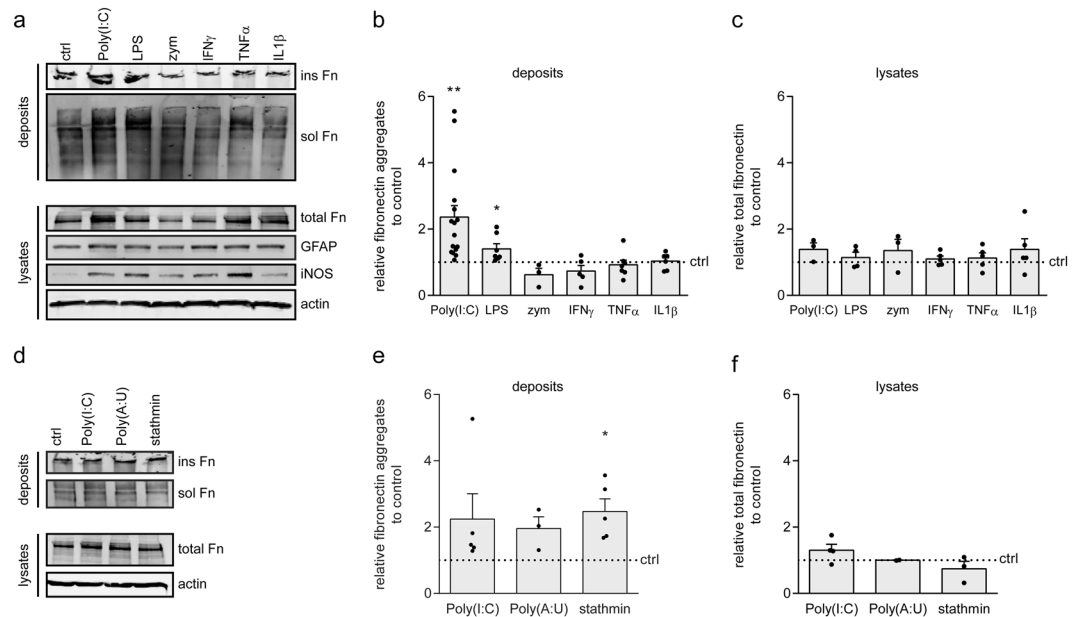 a
ctrl
Poly(I:C)
LPS
zym
IFNγ
TNFα
IL1β
deposits
ins Fn
sol Fn
lysates
total Fn
GFAP
iNOS
actin
b
deposits
relative fibronectin aggregates
to control
6
4
2
0
**
*
ctrl
Poly(I:C) LPS zym IFNγ TNFα IL1β
c
lysates
relative total fibronectin
to control
6
4
2
0
ctrl
Poly(I:C) LPS zym IFNγ TNFα IL1β
d
ctrl
Poly(I:C)
Poly(A:U)
stathmin
deposits
ins Fn
sol Fn
lysates
total Fn
actin
e
deposits
relative fibronectin aggregates
to control
6
4
2
0
*
ctrl
Poly(I:C) Poly(A:U) stathmin
f
lysates
relative total fibronectin
to control
6
4
2
0
ctrl
Poly(I:C) Poly(A:U) stathmin